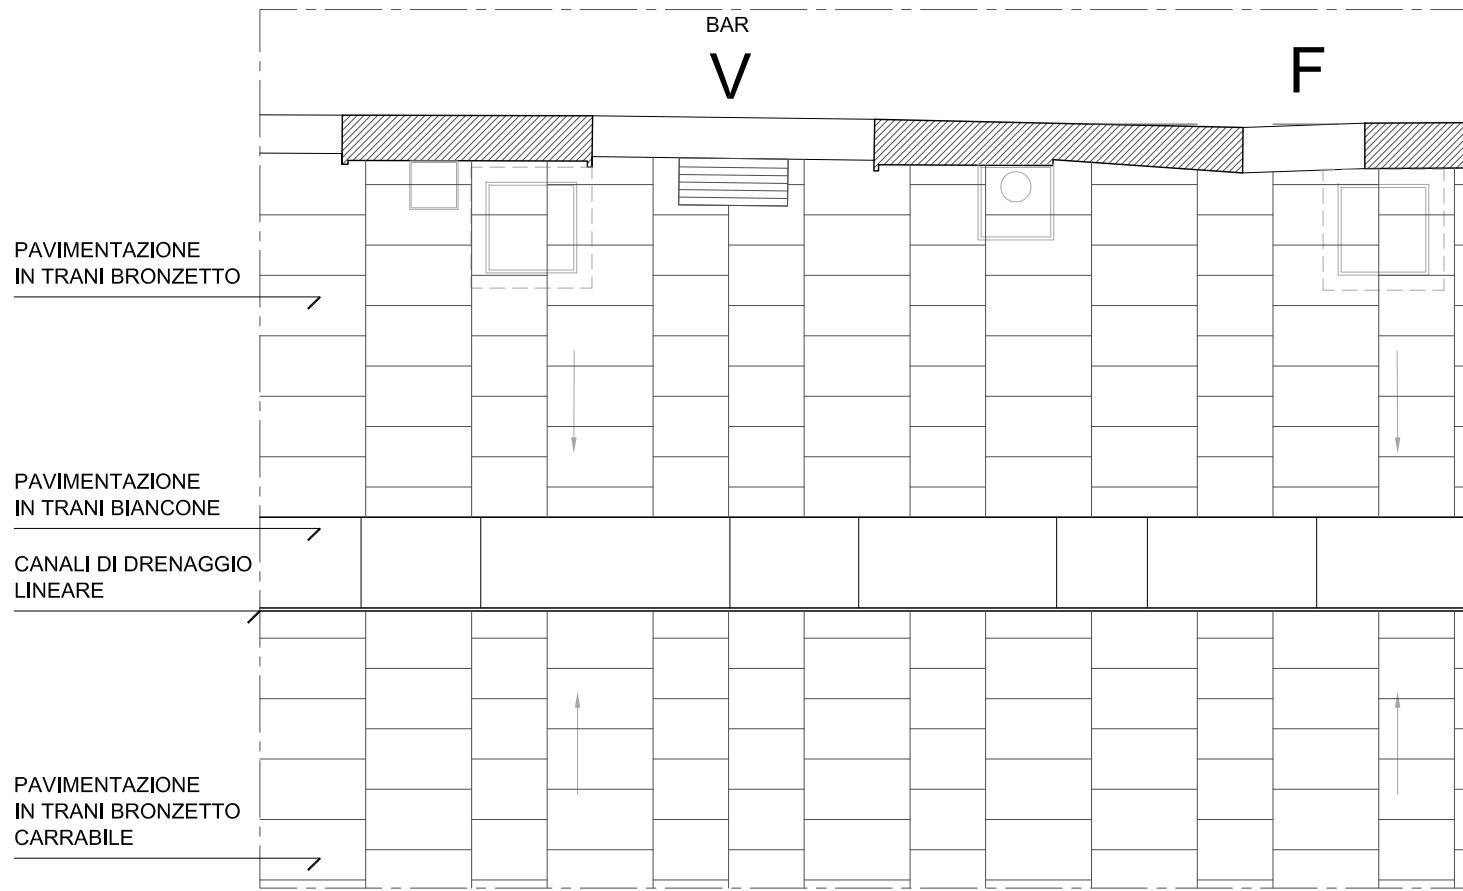 BAR
V
F
PAVIMENTAZIONE
IN TRANI BRONZETTO
PAVIMENTAZIONE
IN TRANI BIANCONE
CANALI DI DRENAGGIO
LINEARE
PAVIMENTAZIONE
IN TRANI BRONZETTO
CARRABILE